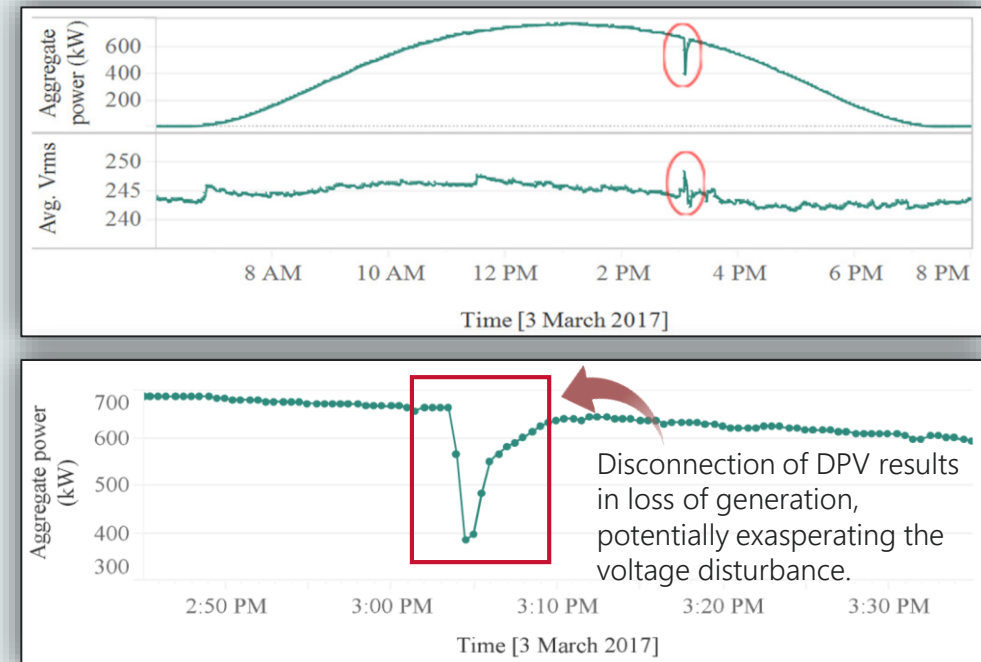 Aggregate
power (kW)
600
400
200
Avg. Vrms
250
245
240
8 AM 10 AM 12 PM 2 PM 4 PM 6 PM 8 PM
Time [3 March 2017]
Aggregate power
(kW)
700
600
500
400
300
Disconnection of DPV results
in loss of generation,
potentially exasperating the
voltage disturbance.
2:50 PM 3:00 PM 3:10 PM 3:20 PM 3:30 PM
Time [3 March 2017]